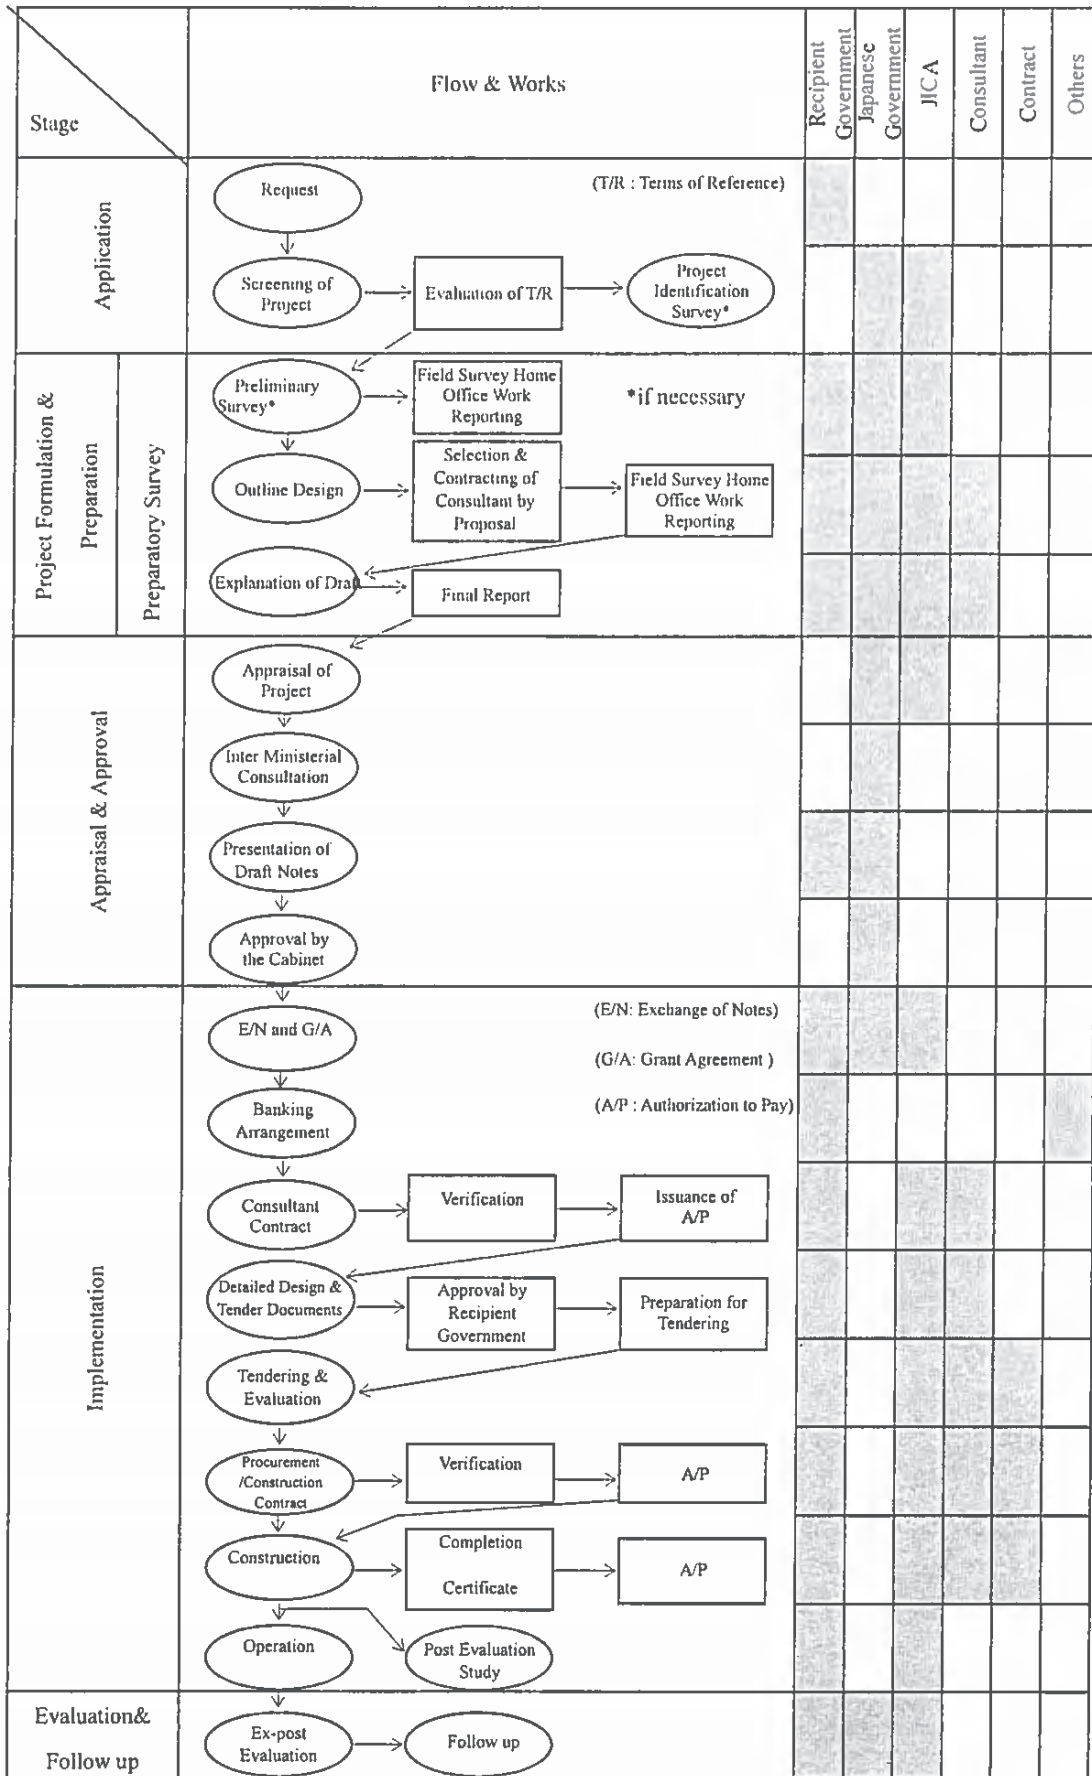 Stage
Flow & Works
Recipient
Government
Japanese
Government
JICA
Consultant
Contract
Others
Application
Request
(T/R : Terms of Reference)
Screening of
Project
Evaluation of T/R
Project
Identification
Survey*
Project Formulation &
Preparation
Preparatory Survey
Preliminary
Survey*
Field Survey Home
Office Work
Reporting
*if necessary
Outline Design
Selection &
Contracting of
Consultant by
Proposal
Field Survey Home
Office Work
Reporting
Explanation of Draft
Final Report
Appraisal & Approval
Appraisal of
Project
Inter Ministerial
Consultation
Presentation of
Draft Notes
Approval by
the Cabinet
Implementation
E/N and G/A
(E/N: Exchange of Notes)
(G/A: Grant Agreement )
(A/P : Authorization to Pay)
Banking
Arrangement
Consultant
Contract
Verification
Issuance of
A/P
Detailed Design &
Tender Documents
Approval by
Recipient
Government
Preparation for
Tendering
Tendering &
Evaluation
Procurement
/Construction
Contract
Verification
A/P
Construction
Completion
Certificate
A/P
Operation
Post Evaluation
Study
Evaluation&
Follow up
Ex-post
Evaluation
Follow up